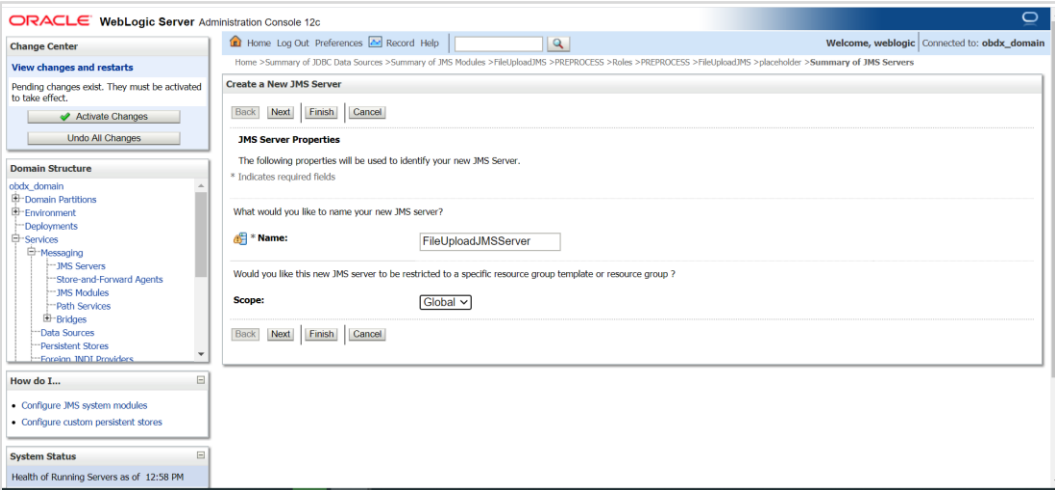 ORACLE WebLogic Server Administration Console 12c
Change Center
View changes and restarts
Pending changes exist. They must be activated
to take effect.
Activate Changes
Undo All Changes
Domain Structure
obdx_domain
Domain Partitions
Environment
Deployments
Services
Messaging
JMS Servers
Store-and-Forward Agents
JMS Modules
Path Services
Bridges
Data Sources
Persistent Stores
Foreign JNDI Providers
How do I...
Configure JMS system modules
Configure custom persistent stores
System Status
Health of Running Servers as of 12:58 PM
Home Log Out Preferences Record Help
Welcome, weblogic Connected to: obdx_domain
Home >Summary of JDBC Data Sources >Summary of JMS Modules >FileUploadJMS >PREPROCESS >Roles >PREPROCESS >FileUploadJMS >placeholder >Summary of JMS Servers
Create a New JMS Server
Back Next Finish Cancel
JMS Server Properties
The following properties will be used to identify your new JMS Server.
* Indicates required fields
What would you like to name your new JMS server?
* Name: FileUploadJMSServer
Would you like this new JMS server to be restricted to a specific resource group template or resource group ?
Scope: Global
Back Next Finish Cancel